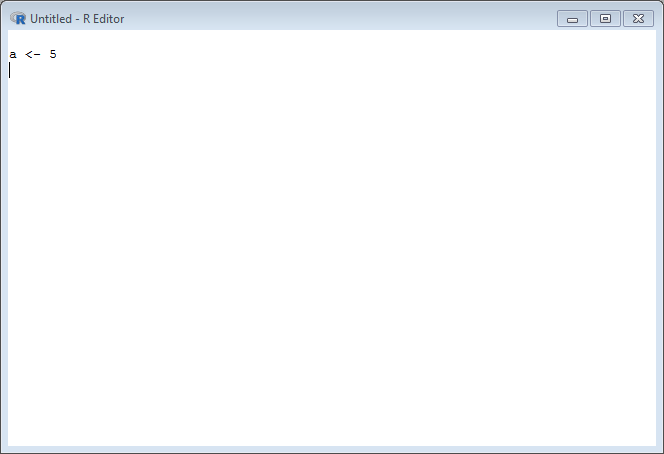 Untitled - R Editor
a <- 5